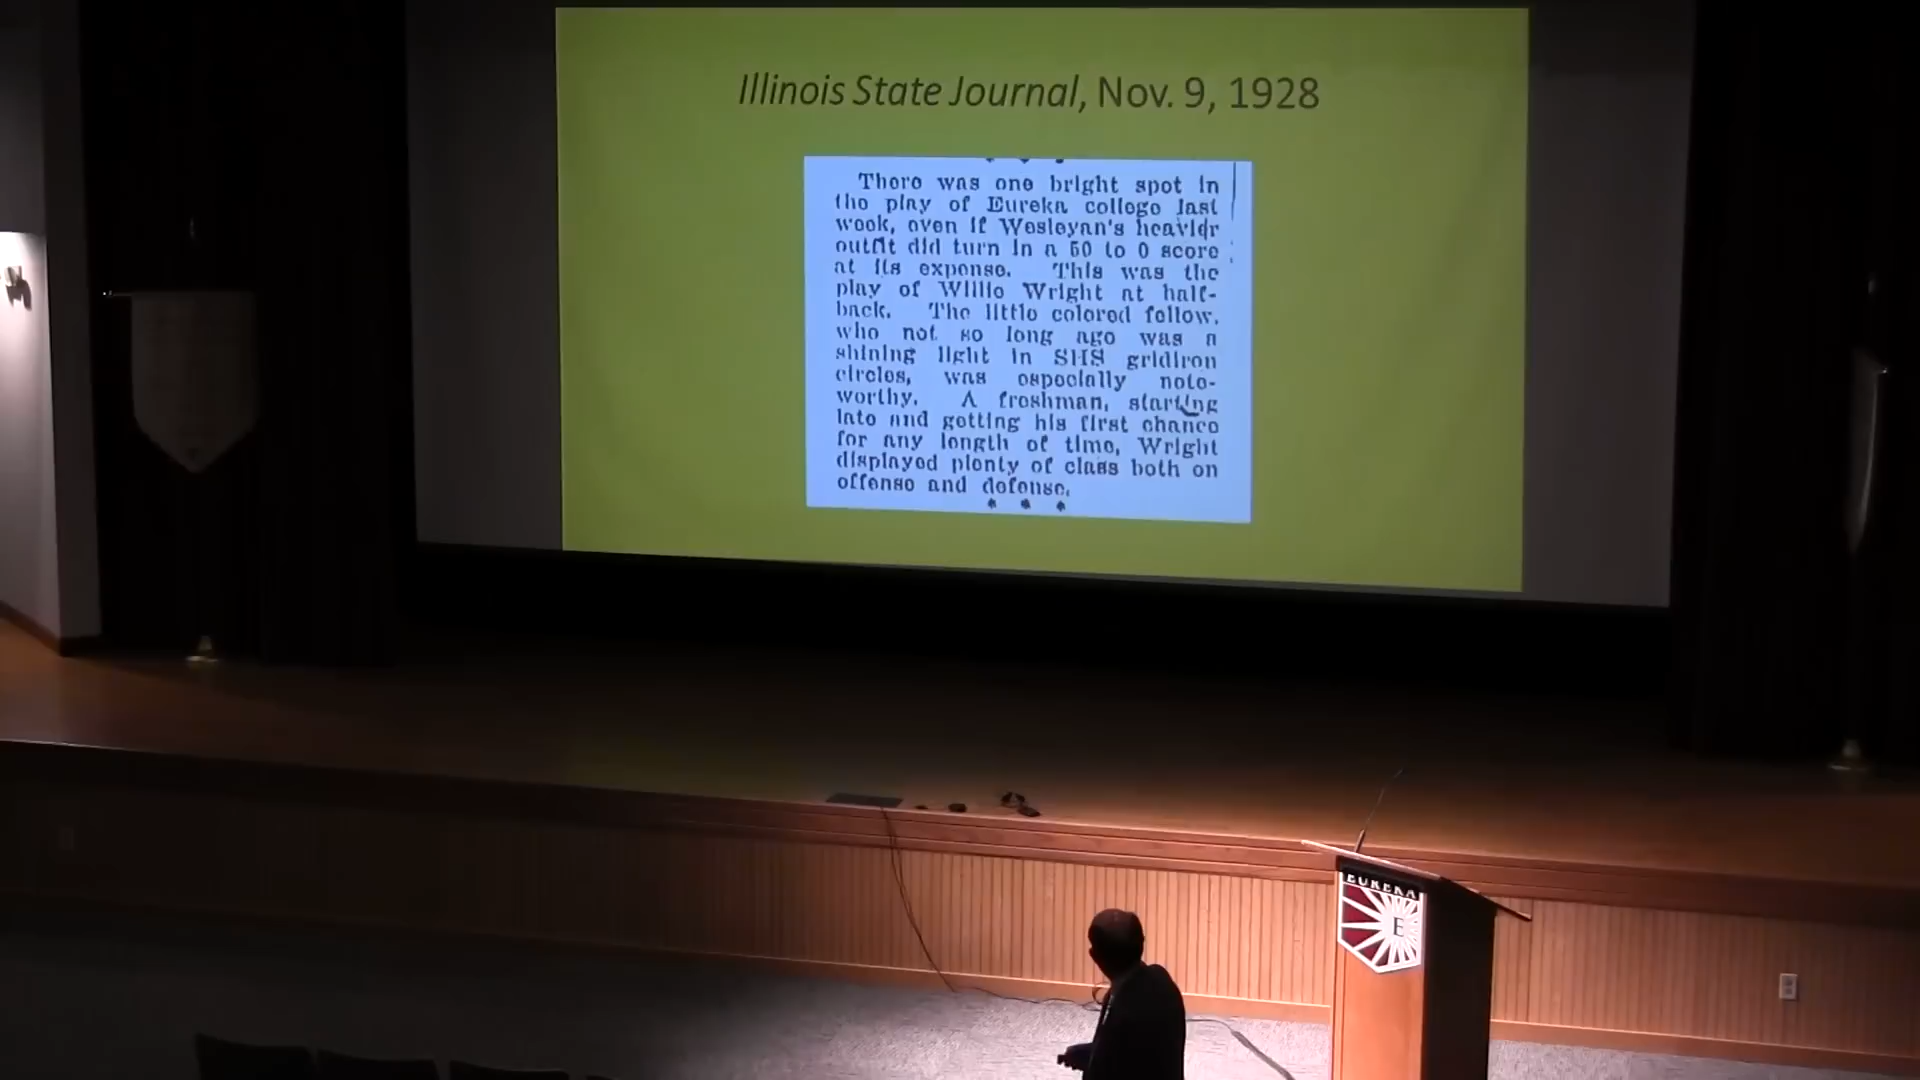 Illinois State Journal, Nov. 9, 1928
There was one bright spot in
the play of Eureka college last
week, even if Wesleyan's heavier
outfit did turn in a 50 to 0 score
at its expense. This was the
play of Willie Wright at half-
back. The little colored fellow,
who not so long ago was a
shining light in SHS gridiron
circles, was especially note-
worthy. A freshman, starting
late and getting his first chance
for any length of time, Wright
displayed plenty of class both on
offense and defense.
EUREKA
E